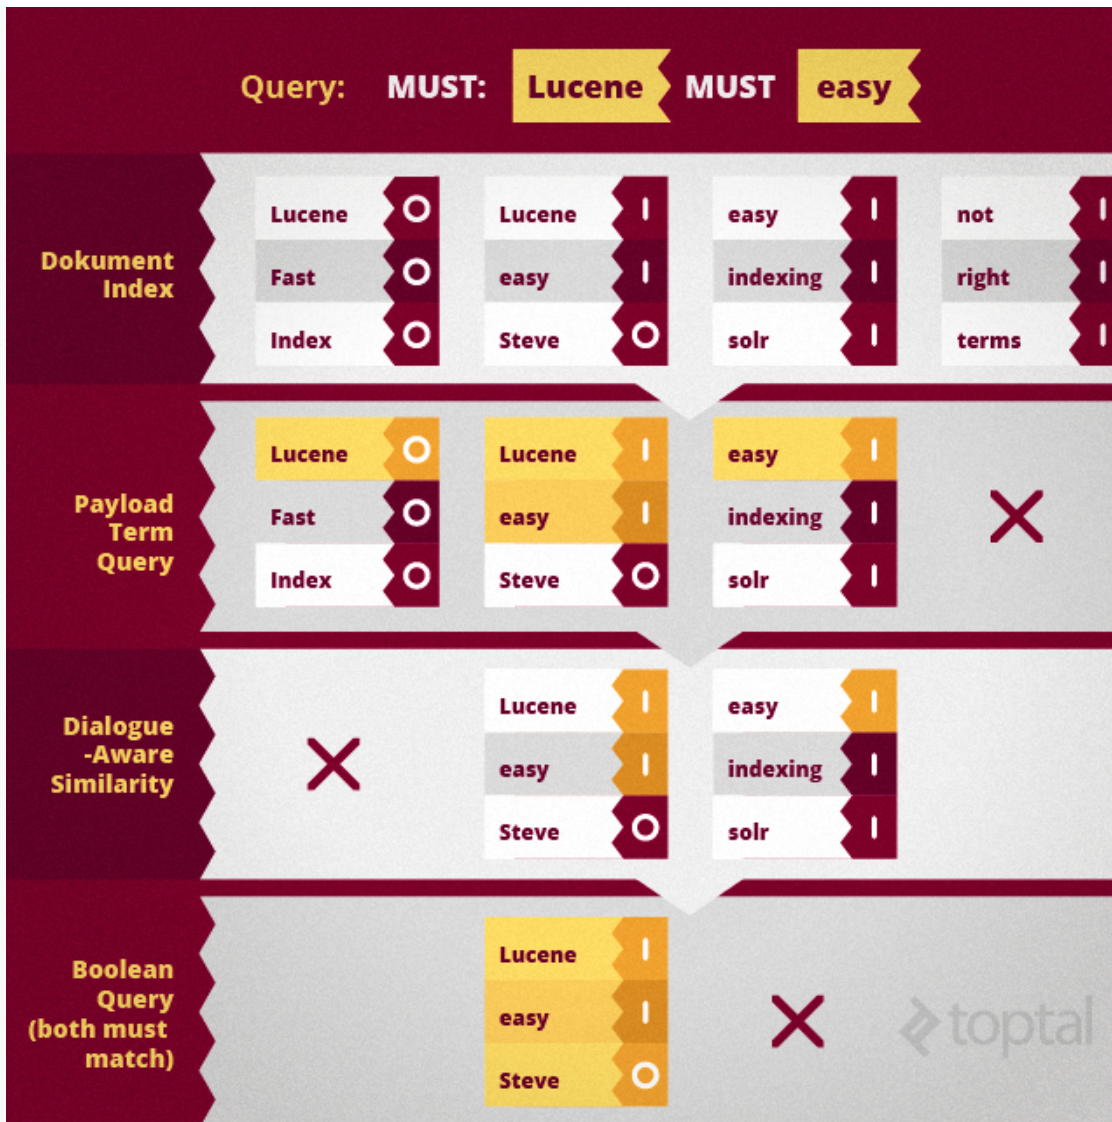 Query: MUST: Lucene MUST easy
Dokument
Index
Lucene O Lucene I easy I not I
Fast O easy I indexing I right I
Index O Steve O solr I terms I
Payload
Term
Query
Lucene O Lucene I easy I
Fast O easy I indexing I
Index O Steve O solr I
Dialogue
-Aware
Similarity
Lucene I easy I
easy I indexing I
Steve O solr I
Boolean
Query
(both must
match)
Lucene I
easy I
Steve O
toptal